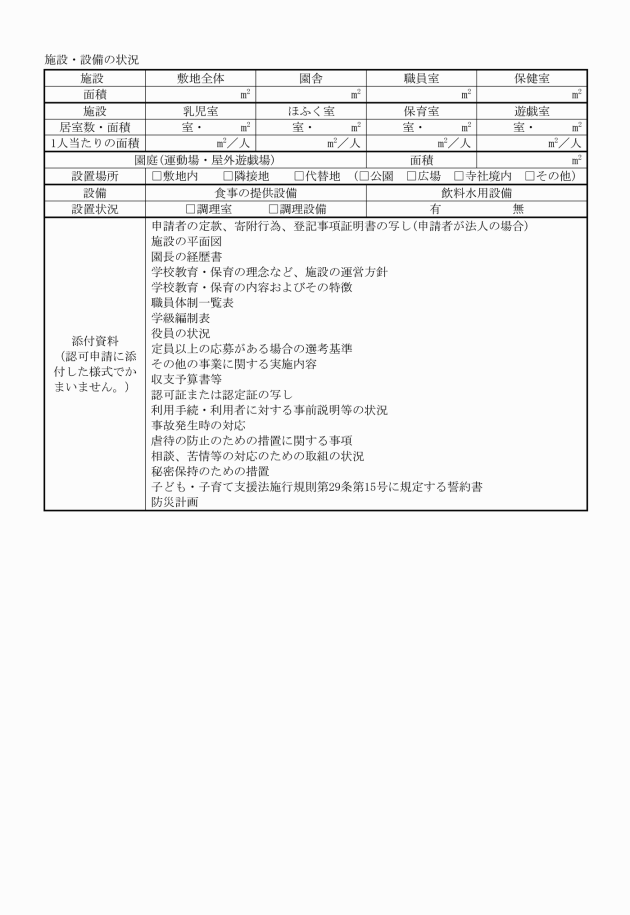 施設・設備の状況
施設 敷地全体 園舎 職員室 保健室
面積 ㎡ ㎡ ㎡ ㎡
施設 乳児室 ほふく室 保育室 遊戯室
居室数・面積 室・ ㎡ 室・ ㎡ 室・ ㎡ 室・ ㎡
1人当たりの面積 ㎡／人 ㎡／人 ㎡／人 ㎡／人
園庭(運動場・屋外遊戯場) 面積 ㎡
設置場所 □敷地内 □隣接地 □代替地 (□公園 □広場 □寺社境内 □その他)
設備 食事の提供設備 飲料水用設備
設置状況 □調理室 □調理設備 有 無
添付資料
（認可申請に添
付した様式でか
まいません。）
申請者の定款、寄附行為、登記事項証明書の写し(申請者が法人の場合)
施設の平面図
園長の経歴書
学校教育・保育の理念など、施設の運営方針
学校教育・保育の内容およびその特徴
職員体制一覧表
学級編制表
役員の状況
定員以上の応募がある場合の選考基準
その他の事業に関する実施内容
収支予算書等
認可証または認定証の写し
利用手続・利用者に対する事前説明等の状況
事故発生時の対応
虐待の防止のための措置に関する事項
相談、苦情等の対応のための取組の状況
秘密保持のための措置
子ども・子育て支援法施行規則第29条第15号に規定する誓約書
防災計画